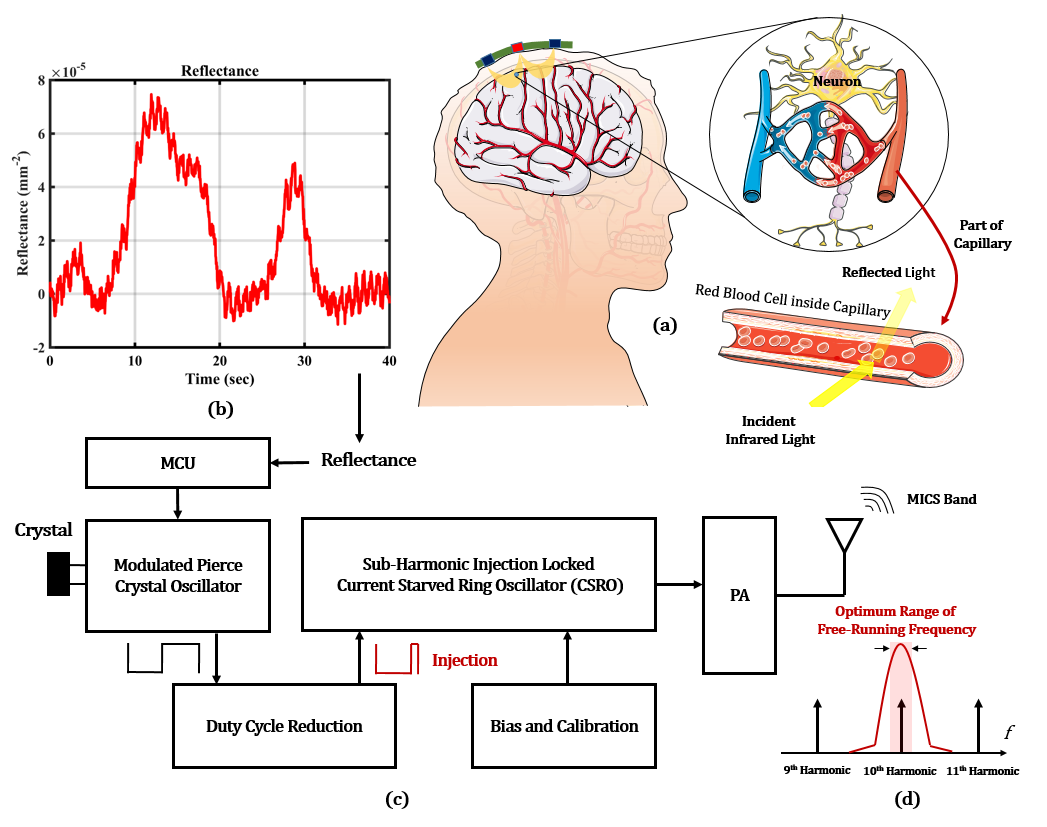 ×10⁻⁵
Reflectance
Reflectance (mm⁻²)
8
6
4
2
0
-2
0
10
20
30
40
Time (sec)
(b)
Neuron
Part of
Capillary
Reflected Light
Red Blood Cell inside Capillary
(a)
Incident
Infrared Light
Reflectance
MCU
Crystal
Modulated Pierce
Crystal Oscillator
Sub-Harmonic Injection Locked
Current Starved Ring Oscillator (CSRO)
PA
MICS Band
Injection
Duty Cycle Reduction
Bias and Calibration
(c)
Optimum Range of
Free-Running Frequency
f
9th Harmonic
10th Harmonic
11th Harmonic
(d)